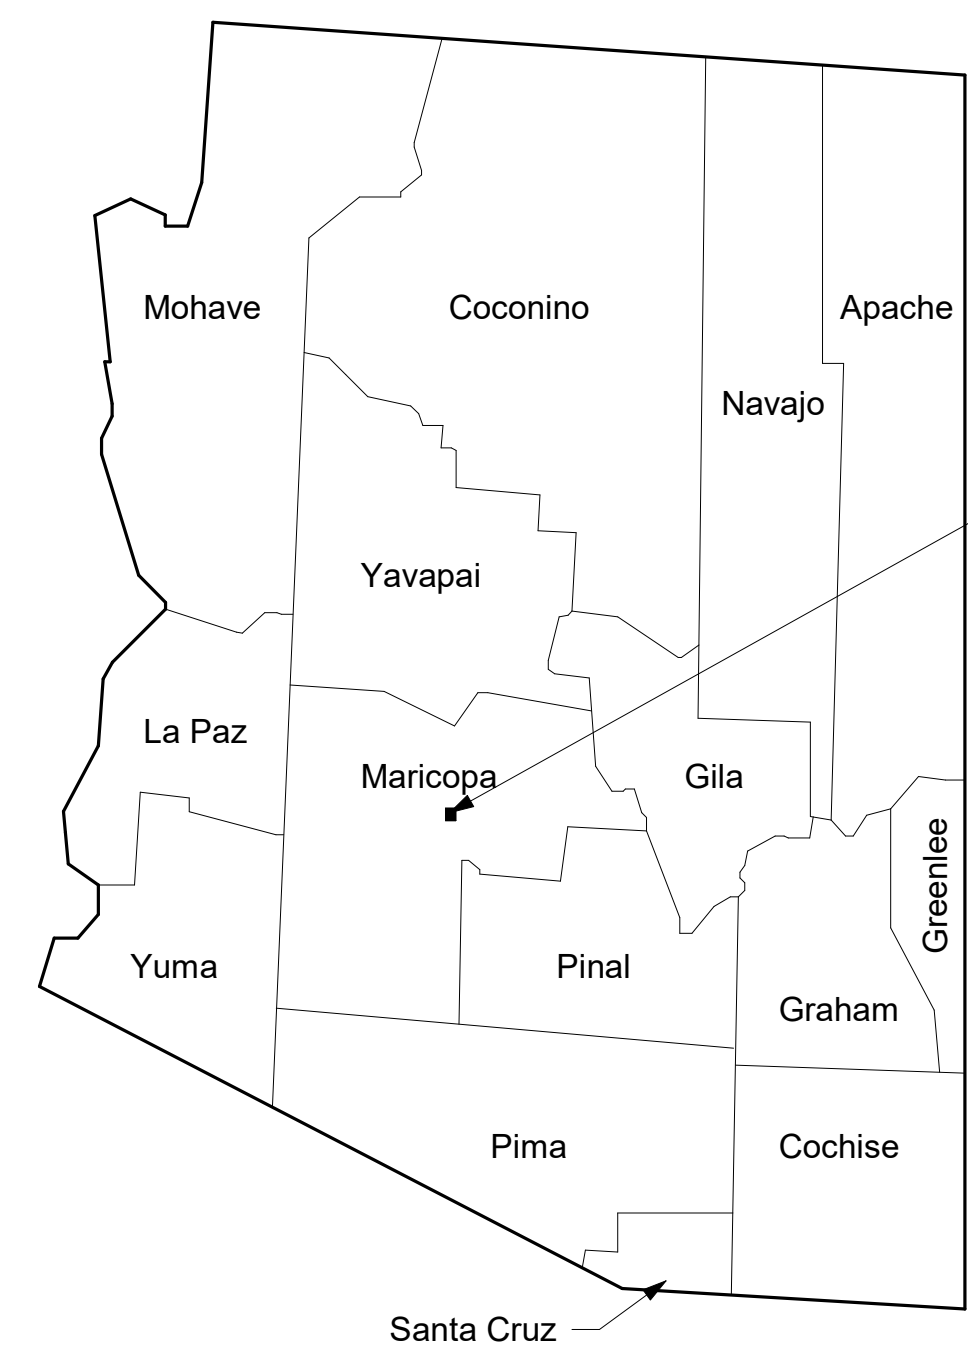 Mohave
Coconino
Apache
Navajo
Yavapai
La Paz
Maricopa
Gila
Greenlee
Yuma
Pinal
Graham
Pima
Cochise
Santa Cruz